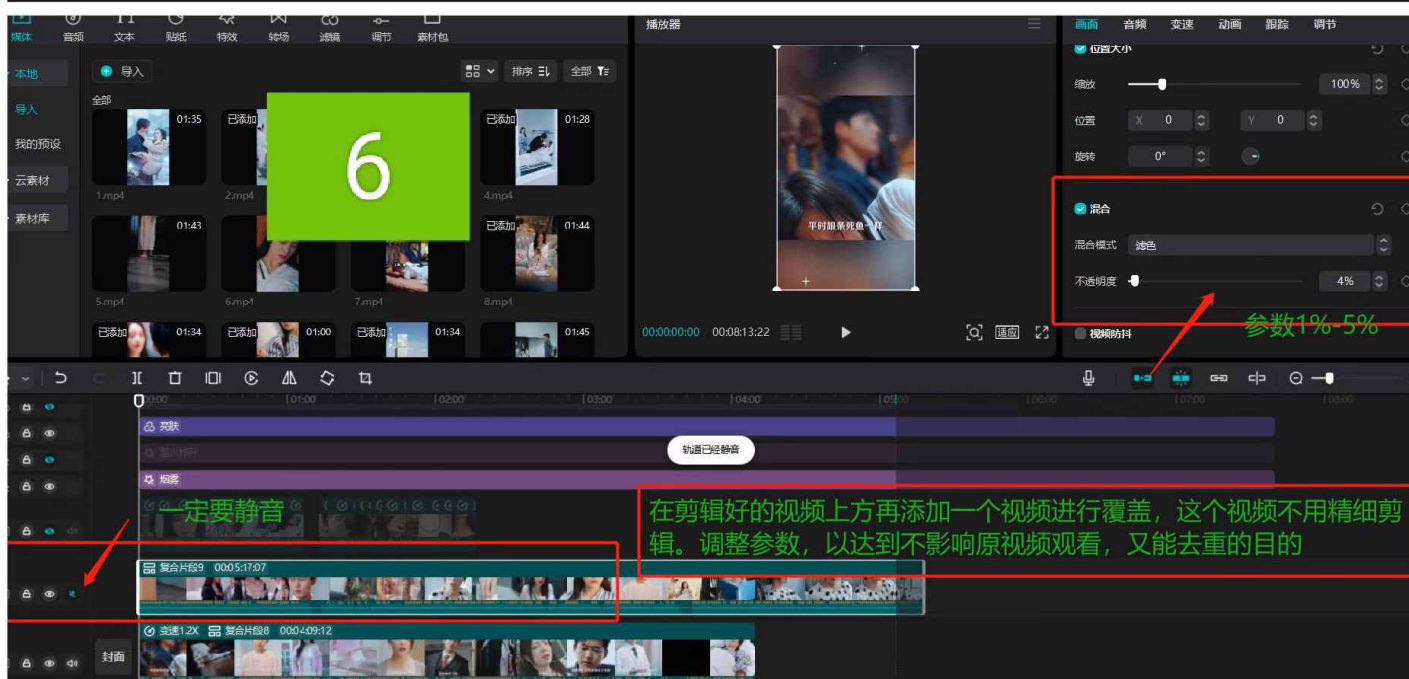 播放器
画面 音频 变速 动画 跟踪 调节
媒体 音频 文本 贴纸 特效 转场 滤镜 调节 素材包
位置大小
本地
导入
排序 全部
缩放 100%
导入
全部
01:35 已添加 已添加 01:28
位置 X 0 Y 0
我的预设
6
旋转 0°
云素材
1.mp4 2.mp4 4.mp4
素材库
混合
01:43 已添加 01:44
平时跟条死鱼一样
混合模式 滤色
不透明度 4%
5.mp4 6.mp4 7.mp4 8.mp4
参数1%-5%
已添加 01:34 已添加 01:00 已添加 01:34 01:45
00:00:00:00 00:08:13:22
适应
视频防抖
00:00 01:00 02:00 03:00 04:00 05:00 06:00 07:00 08:00
亮肤
轨道已经静音
烟雾
一定要静音
在剪辑好的视频上方再添加一个视频进行覆盖，这个视频不用精细剪
辑。调整参数，以达到不影响原视频观看，又能去重的目的
复合片段9 00:05:17:07
变速1.2X 复合片段8 00:04:09:12
封面